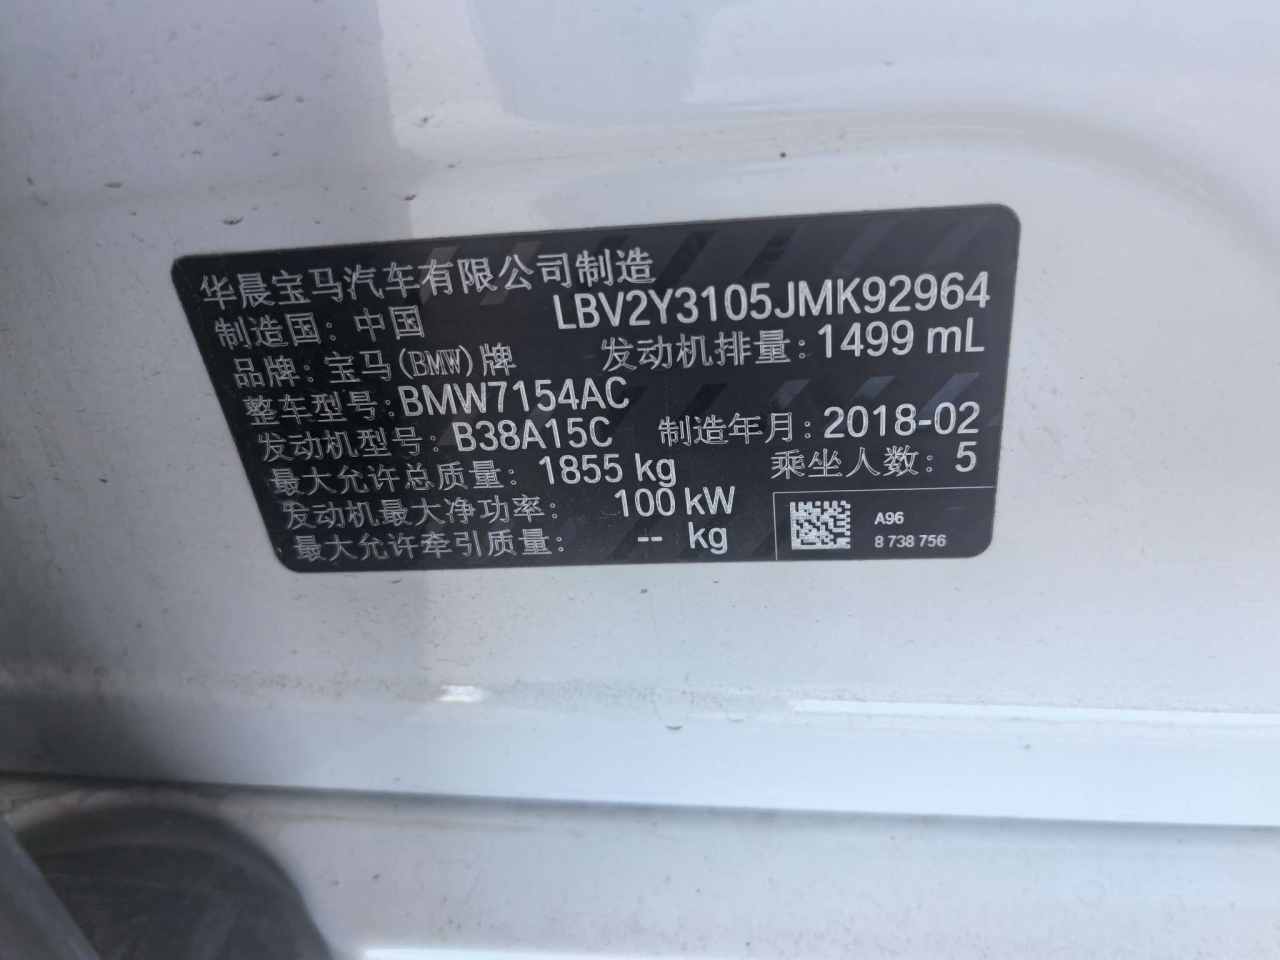 华晨宝马汽车有限公司制造
制造国: 中国 LBV2Y3105JMK92964
品牌: 宝马(BMW)牌 发动机排量: 1499 mL
整车型号: BMW7154AC
发动机型号: B38A15C 制造年月: 2018-02
最大允许总质量: 1855 kg 乘坐人数: 5
发动机最大净功率: 100 kW
最大允许牵引质量: -- kg
A96
8 738 756